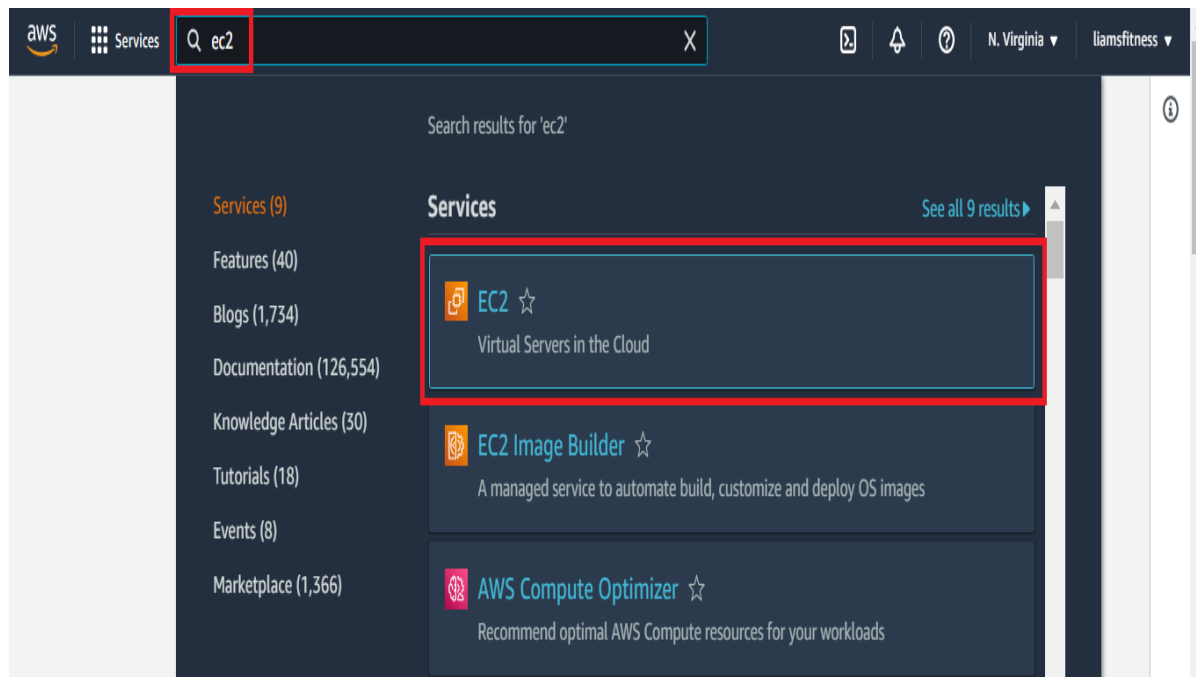 aws
Services
ec2
X
N. Virginia ▼
liamsfitness ▼
Search results for 'ec2'
Services (9)
Features (40)
Blogs (1,734)
Documentation (126,554)
Knowledge Articles (30)
Tutorials (18)
Events (8)
Marketplace (1,366)
Services
See all 9 results
EC2
Virtual Servers in the Cloud
EC2 Image Builder
A managed service to automate build, customize and deploy OS images
AWS Compute Optimizer
Recommend optimal AWS Compute resources for your workloads